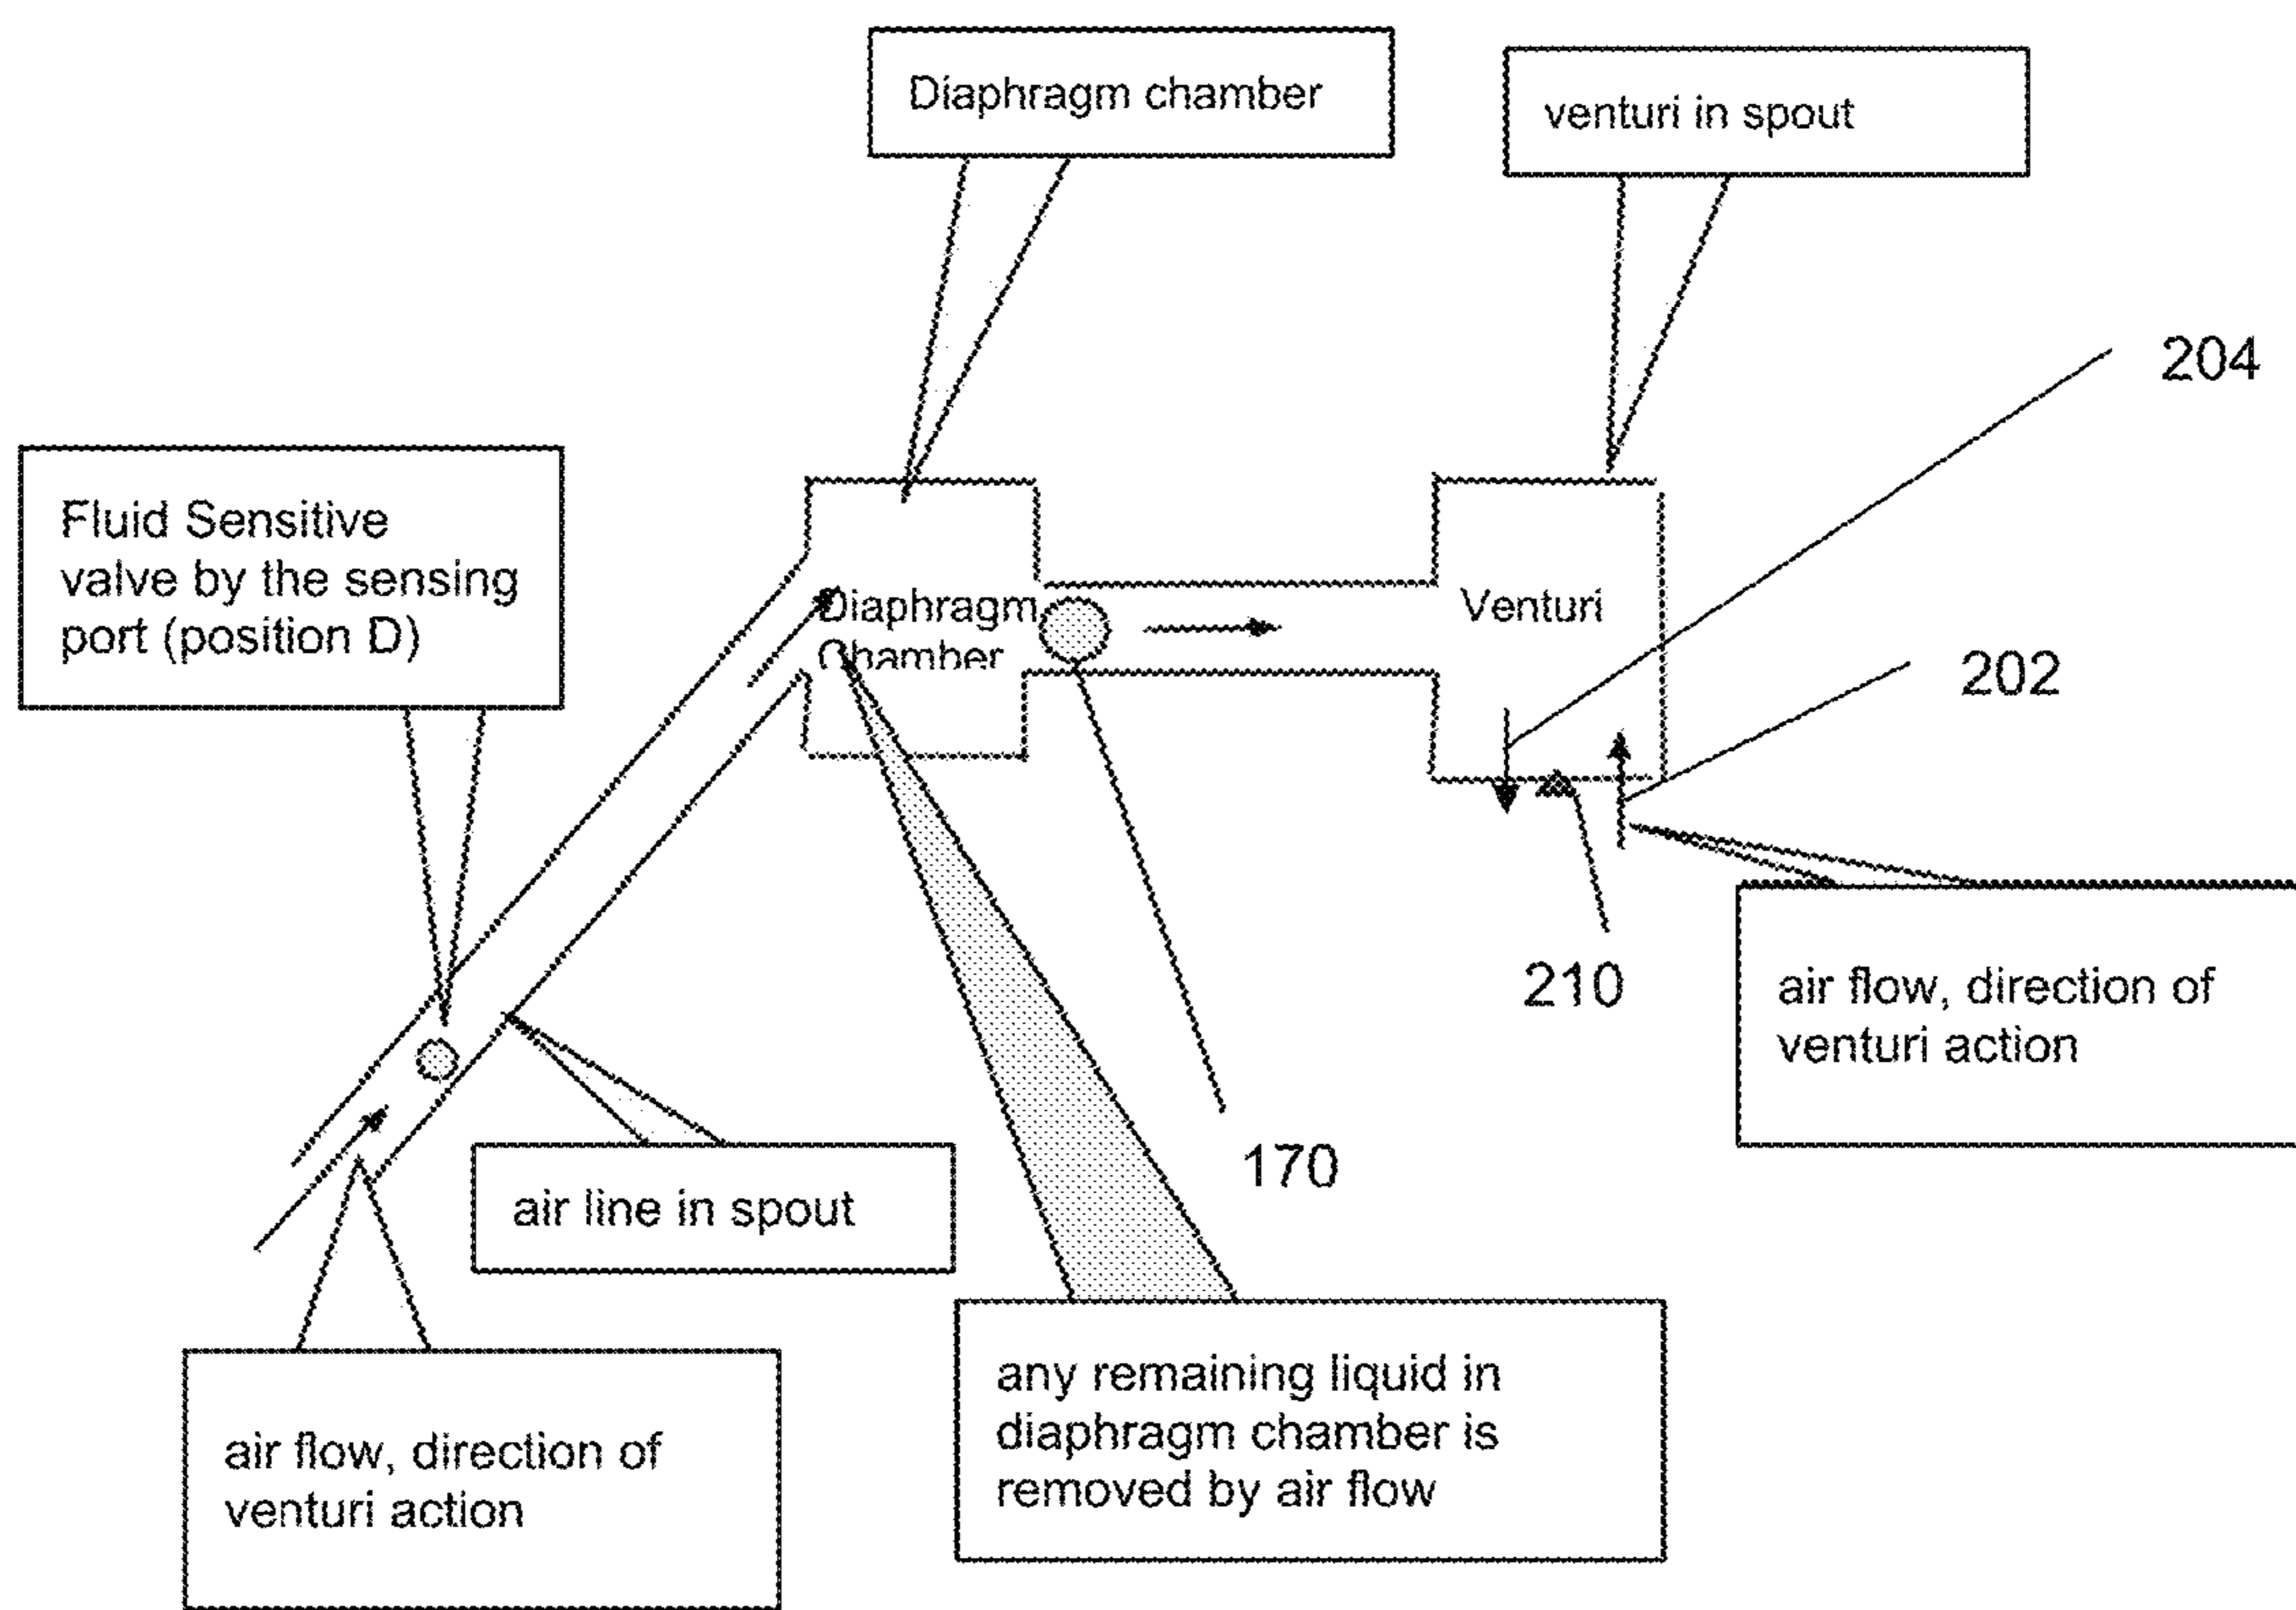 Diaphragm chamber
venturi in spout
204
Fluid Sensitive
valve by the sensing
port (position D)
Diaphragm
Chamber
Venturi
202
210
air flow, direction of
venturi action
170
air line in spout
any remaining liquid in
diaphragm chamber is
removed by air flow
air flow, direction of
venturi action